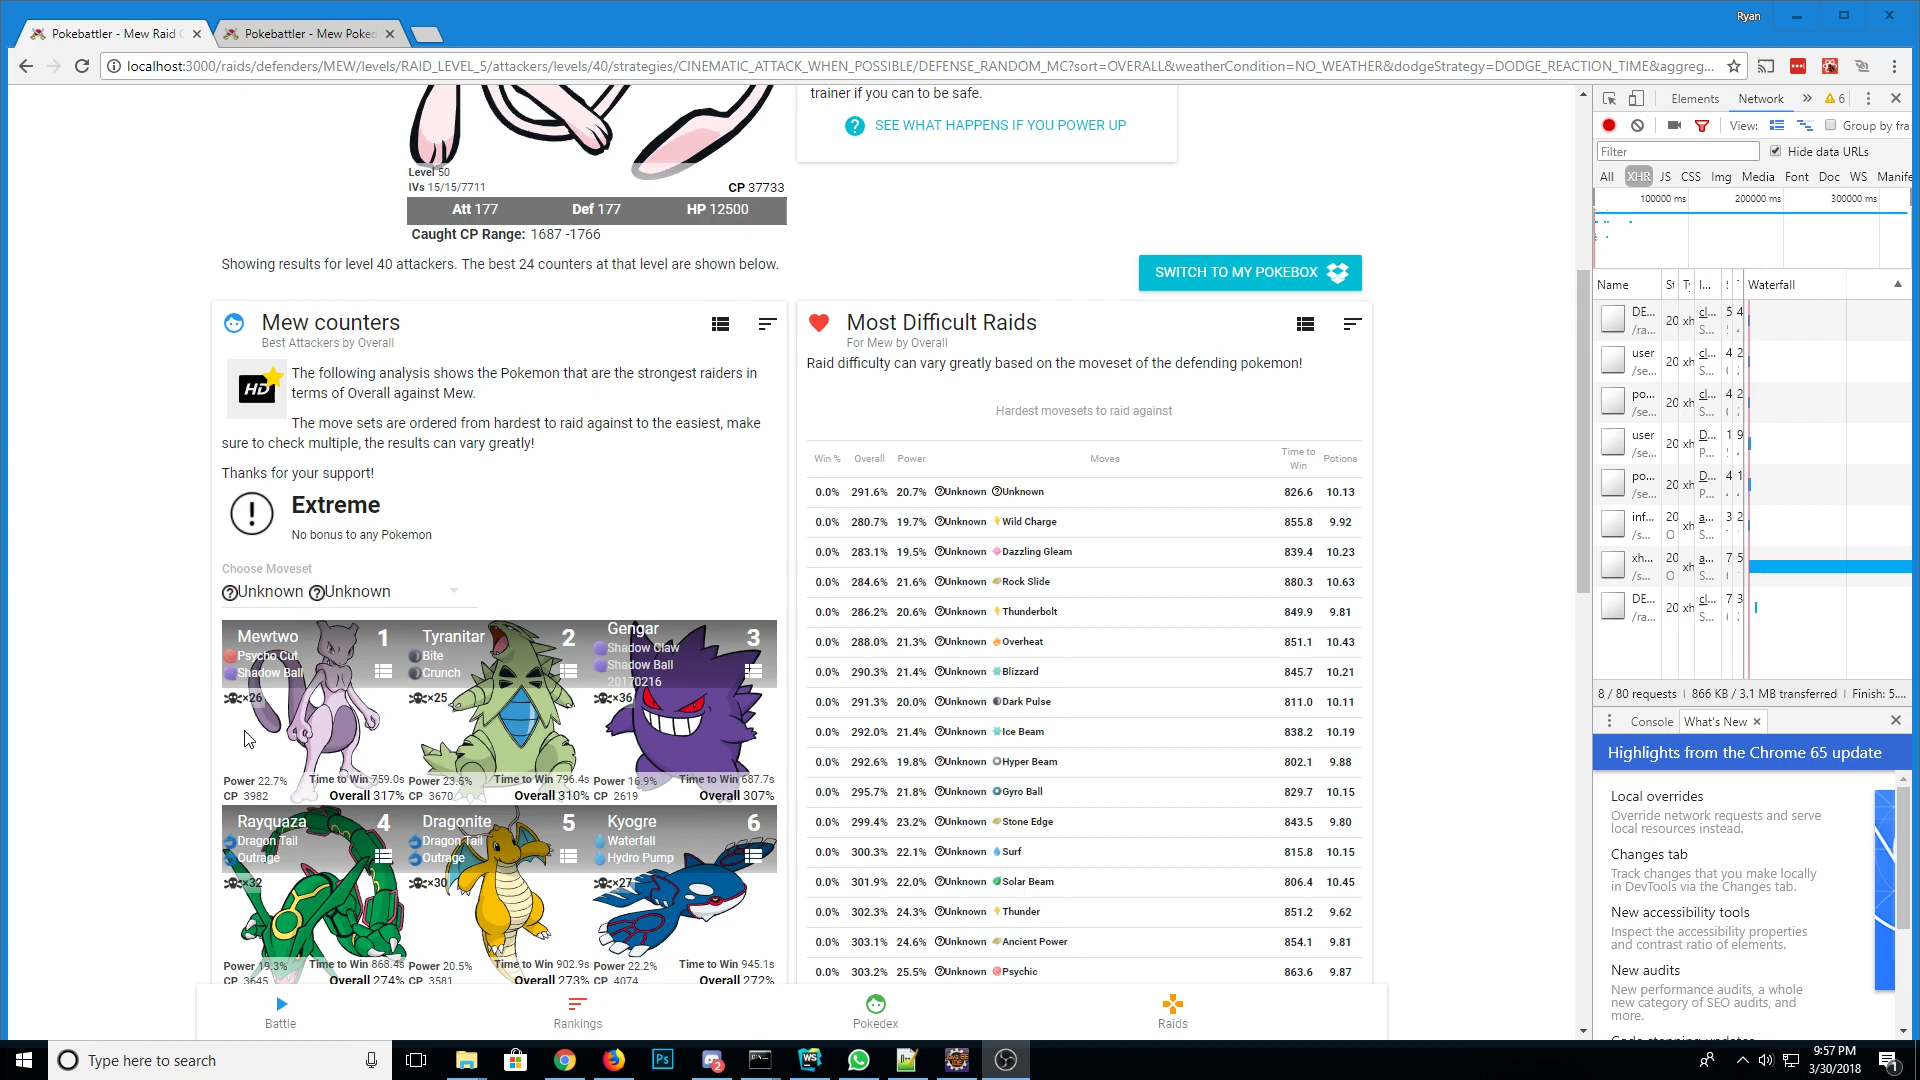 Ryan
Pokebattler - Mew Raid
Pokebattler - Mew Poke
localhost:3000/raids/defenders/MEW/levels/RAID_LEVEL_5/attackers/levels/40/strategies/CINEMATIC_ATTACK_WHEN_POSSIBLE/DEFENSE_RANDOM_MC?sort=OVERALL&weatherCondition=NO_WEATHER&dodgeStrategy=DODGE_REACTION_TIME&aggreg...
trainer if you can to be safe.
SEE WHAT HAPPENS IF YOU POWER UP
Level 50
IVs 15/15/7711
CP 37733
Att 177 Def 177 HP 12500
Caught CP Range: 1687 -1766
Showing results for level 40 attackers. The best 24 counters at that level are shown below.
SWITCH TO MY POKEBOX
Mew counters
Best Attackers by Overall
HD
The following analysis shows the Pokemon that are the strongest raiders in
terms of Overall against Mew.
The move sets are ordered from hardest to raid against to the easiest, make
sure to check multiple, the results can vary greatly!
Thanks for your support!
Extreme
No bonus to any Pokemon
Choose Moveset
Unknown Unknown
Mewtwo 1
Psycho Cut
Shadow Ball
×26
Power 22.7% Time to Win 759.0s
CP 3982 Overall 317%
Tyranitar 2
Bite
Crunch
×25
Power 23.5% Time to Win 796.4s
CP 3670 Overall 310%
Gengar 3
Shadow Claw
Shadow Ball
20170216
×36
Power 16.9% Time to Win 687.7s
CP 2619 Overall 307%
Rayquaza 4
Dragon Tail
Outrage
×32
Power 19.3% Time to Win 868.4s
CP 3645 Overall 274%
Dragonite 5
Dragon Tail
Outrage
×30
Power 20.5% Time to Win 902.9s
CP 3581 Overall 273%
Kyogre 6
Waterfall
Hydro Pump
×27
Power 22.2% Time to Win 945.1s
CP 4074 Overall 272%
Most Difficult Raids
For Mew by Overall
Raid difficulty can vary greatly based on the moveset of the defending pokemon!
Hardest movesets to raid against
Win % Overall Power Moves Time to Win Potions
0.0% 291.6% 20.7% Unknown Unknown 826.6 10.13
0.0% 280.7% 19.7% Unknown Wild Charge 855.8 9.92
0.0% 283.1% 19.5% Unknown Dazzling Gleam 839.4 10.23
0.0% 284.6% 21.6% Unknown Rock Slide 880.3 10.63
0.0% 286.2% 20.6% Unknown Thunderbolt 849.9 9.81
0.0% 288.0% 21.3% Unknown Overheat 851.1 10.43
0.0% 290.3% 21.4% Unknown Blizzard 845.7 10.21
0.0% 291.3% 20.0% Unknown Dark Pulse 811.0 10.11
0.0% 292.0% 21.4% Unknown Ice Beam 838.2 10.19
0.0% 292.6% 19.8% Unknown Hyper Beam 802.1 9.88
0.0% 295.7% 21.8% Unknown Gyro Ball 829.7 10.15
0.0% 299.4% 23.2% Unknown Stone Edge 843.5 9.80
0.0% 300.3% 22.1% Unknown Surf 815.8 10.15
0.0% 301.9% 22.0% Unknown Solar Beam 806.4 10.45
0.0% 302.3% 24.3% Unknown Thunder 851.2 9.62
0.0% 303.1% 24.6% Unknown Ancient Power 854.1 9.81
0.0% 303.2% 25.5% Unknown Psychic 863.6 9.87
Battle Rankings Pokedex Raids
Elements Network » 6
View: Group by fra
Filter Hide data URLs
All XHR JS CSS Img Media Font Doc WS Manife
100000 ms 200000 ms 300000 ms
Name Waterfall
DE...
/ra...
user
/se...
po...
/se...
user
/se...
po...
/se...
inf...
/s...
xh...
/s...
DE...
/ra...
8 / 80 requests | 866 KB / 3.1 MB transferred | Finish: 5....
Console What's New
Highlights from the Chrome 65 update
Local overrides
Override network requests and serve
local resources instead.
Changes tab
Track changes that you make locally
in DevTools via the Changes tab.
New accessibility tools
Inspect the accessibility properties
and contrast ratio of elements.
New audits
New performance audits, a whole
new category of SEO audits, and
more.
Type here to search
9:57 PM
3/30/2018